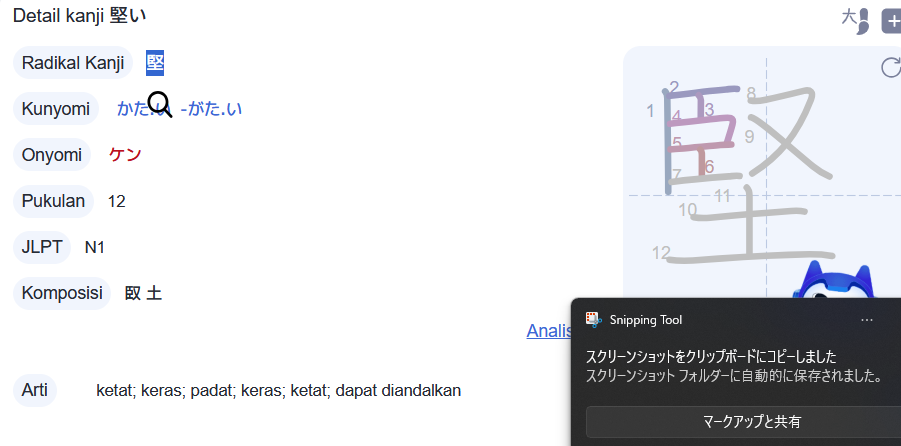 Detail kanji 堅い
大
Radikal Kanji 堅
Kunyomi かた.い -がた.い
Onyomi ケン
Pukulan 12
JLPT N1
Komposisi 臤 土
1
2
3
4
5
6
7
8
9
10
11
12
Analis
Arti ketat; keras; padat; keras; ketat; dapat diandalkan
Snipping Tool
スクリーンショットをクリップボードにコピーしました
スクリーンショット フォルダーに自動的に保存されました。
マークアップと共有